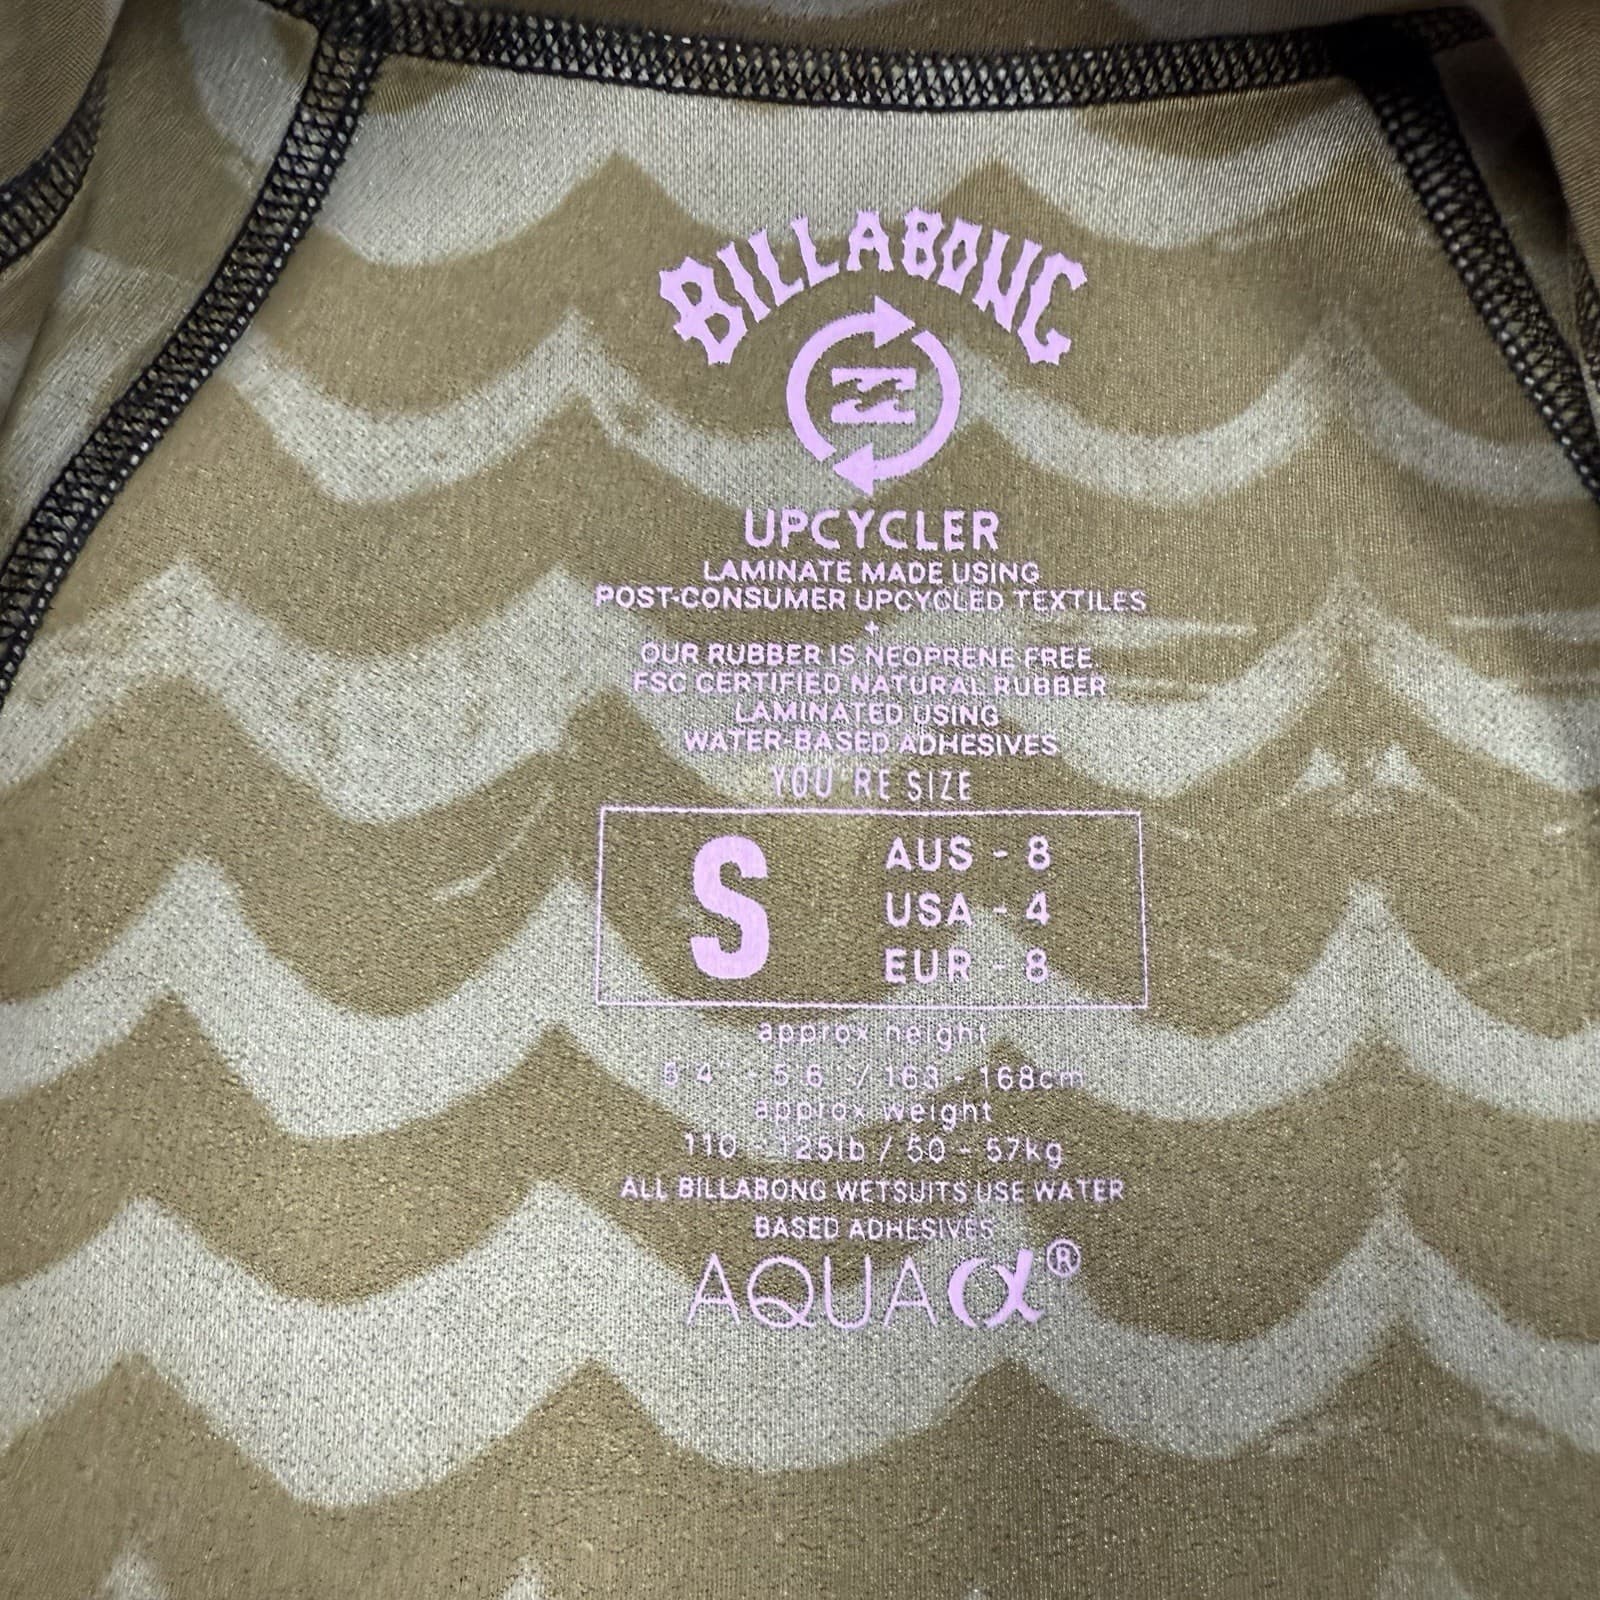 BILLABONG
UPCYCLER
LAMINATE MADE USING
POST-CONSUMER UPCYCLED TEXTILES
+
OUR RUBBER IS NEOPRENE FREE
FSC CERTIFIED NATURAL RUBBER
LAMINATED USING
WATER-BASED ADHESIVES
YOU'RE SIZE
S
AUS - 8
USA - 4
EUR - 8
approx height
5'4" - 5'6" / 163 - 168cm
approx weight
110 - 125lb / 50 - 57kg
ALL BILLABONG WETSUITS USE WATER
BASED ADHESIVES
AQUA α®